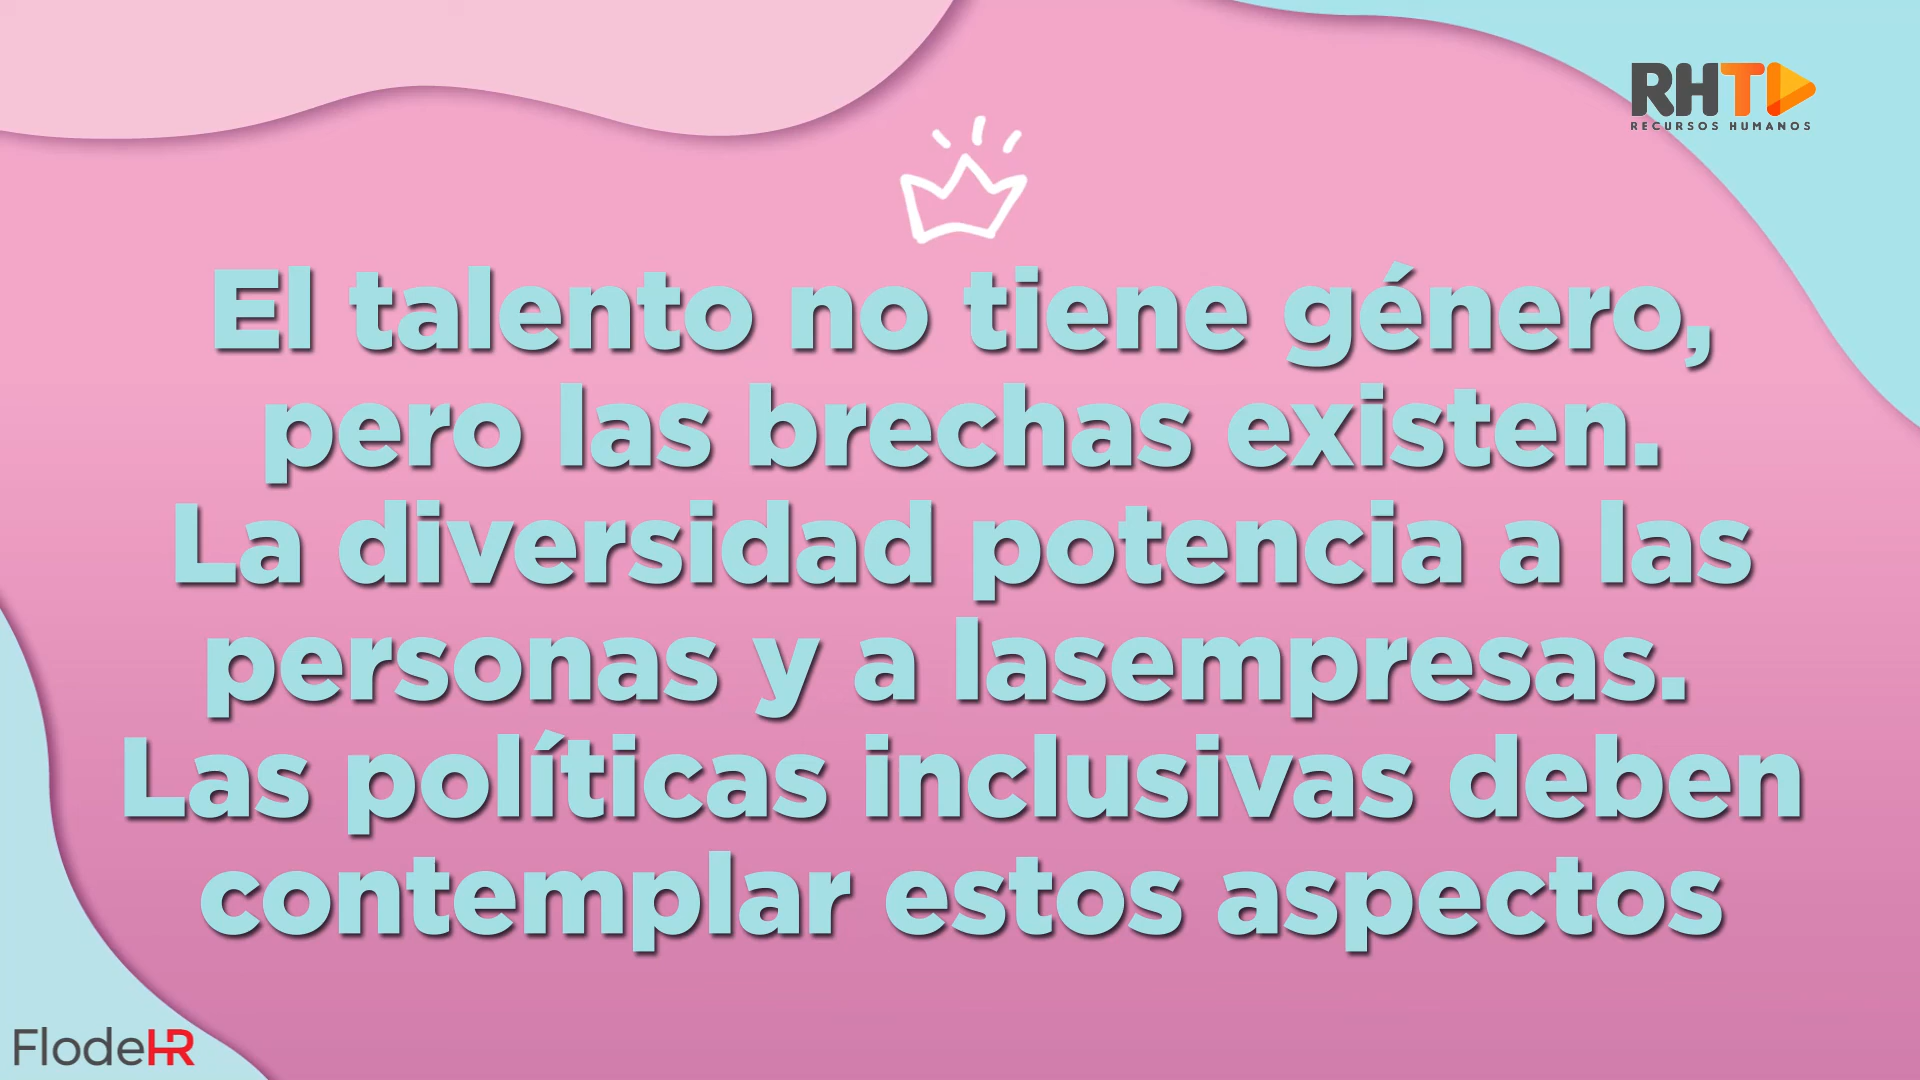 RHTV
RECURSOS HUMANOS
El talento no tiene género,
pero las brechas existen.
La diversidad potencia a las
personas y a lasempresas.
Las políticas inclusivas deben
contemplar estos aspectos
FlodeHR